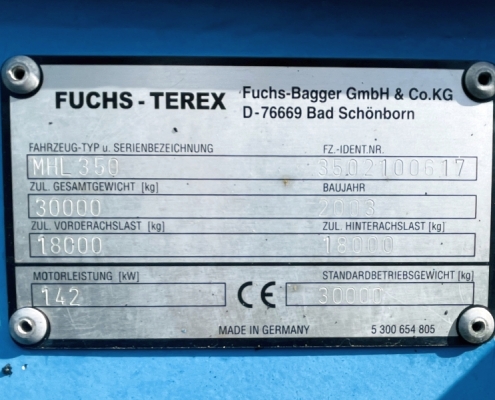 FUCHS - TEREX Fuchs-Bagger GmbH & Co.KG
D-76669 Bad Schönborn
FAHRZEUG-TYP u. SERIENBEZEICHNUNG FZ.-IDENT.NR.
MHL350 3502100617
ZUL. GESAMTGEWICHT [kg] BAUJAHR
30000 2003
ZUL. VORDERACHSLAST [kg] ZUL. HINTERACHSLAST [kg]
18000 18000
MOTORLEISTUNG [kW] STANDARDBETRIEBSGEWICHT [kg]
142 CE 30000
MADE IN GERMANY 5 300 654 805